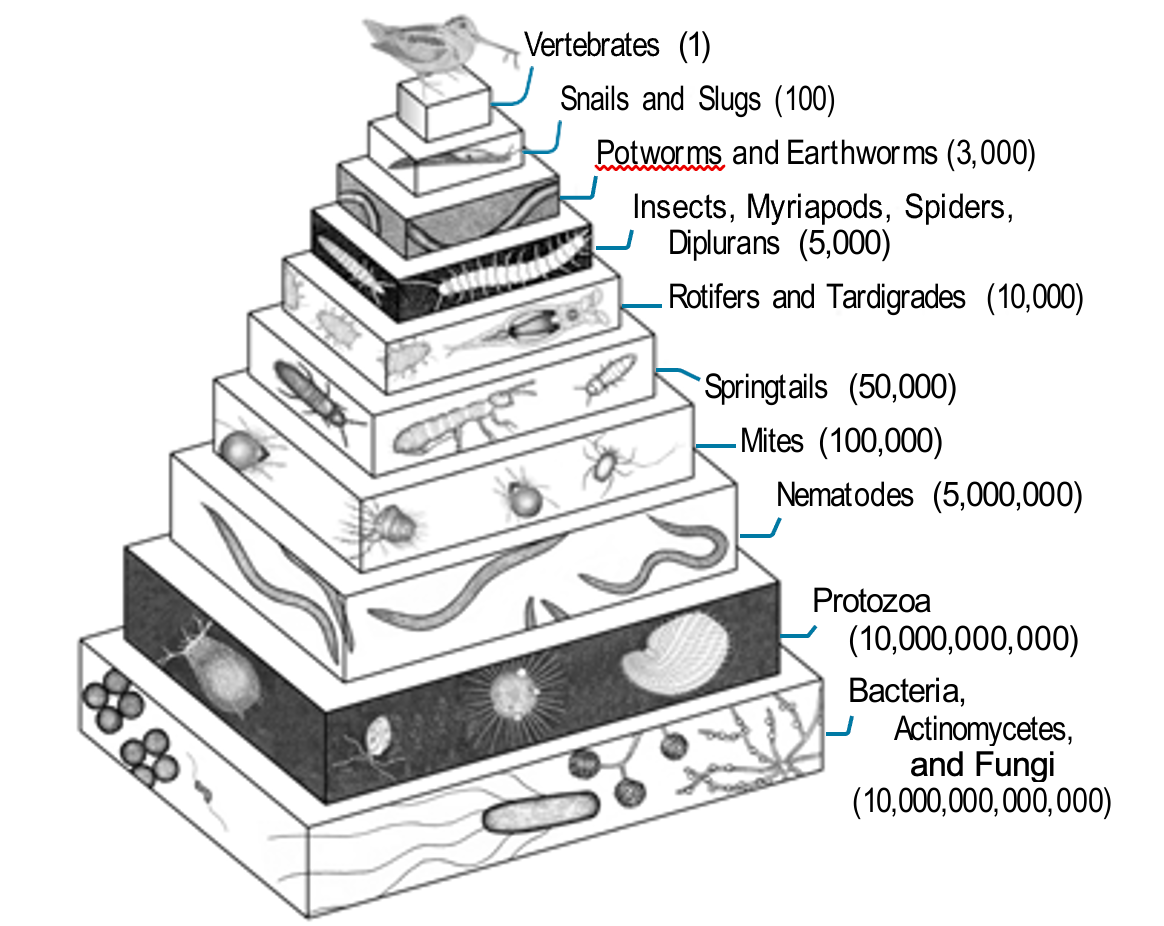 Vertebrates (1)
Snails and Slugs (100)
Potworms and Earthworms (3,000)
Insects, Myriapods, Spiders,
Diplurans (5,000)
Rotifers and Tardigrades (10,000)
Springtails (50,000)
Mites (100,000)
Nematodes (5,000,000)
Protozoa
(10,000,000,000)
Bacteria,
Actinomycetes,
and Fungi
(10,000,000,000,000)